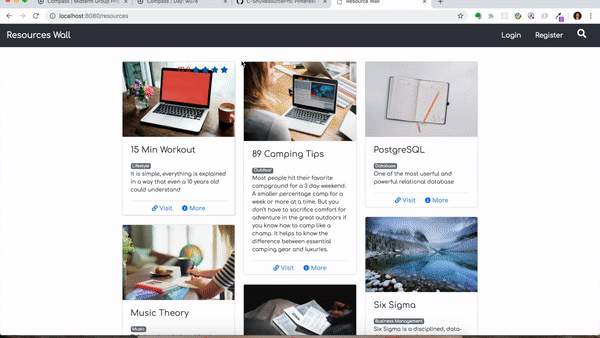 Compass | Midterm Group Pr
Compass | Day: w07e
Resource Wall
localhost:8080/resources
Resources Wall
Login
Register
15 Min Workout
Lifestyle
It is simple, everything is explained
in a way that even a 10 years old
could understand
Visit
More
Music Theory
Music
89 Camping Tips
Outdoor
Most people hit their favorite
campground for a 3 day weekend.
A smaller percentage camp for a
week or more at a time. But you
don't have to sacrifice comfort for
adventure in the great outdoors if
you know how to camp like a
champ. It helps to know the
difference between essential
camping gear and luxuries.
Visit
More
PostgreSQL
Database
One of the most useful and
powerful relational database
Visit
More
Six Sigma
Business Management
Six Sigma is a disciplined, data-